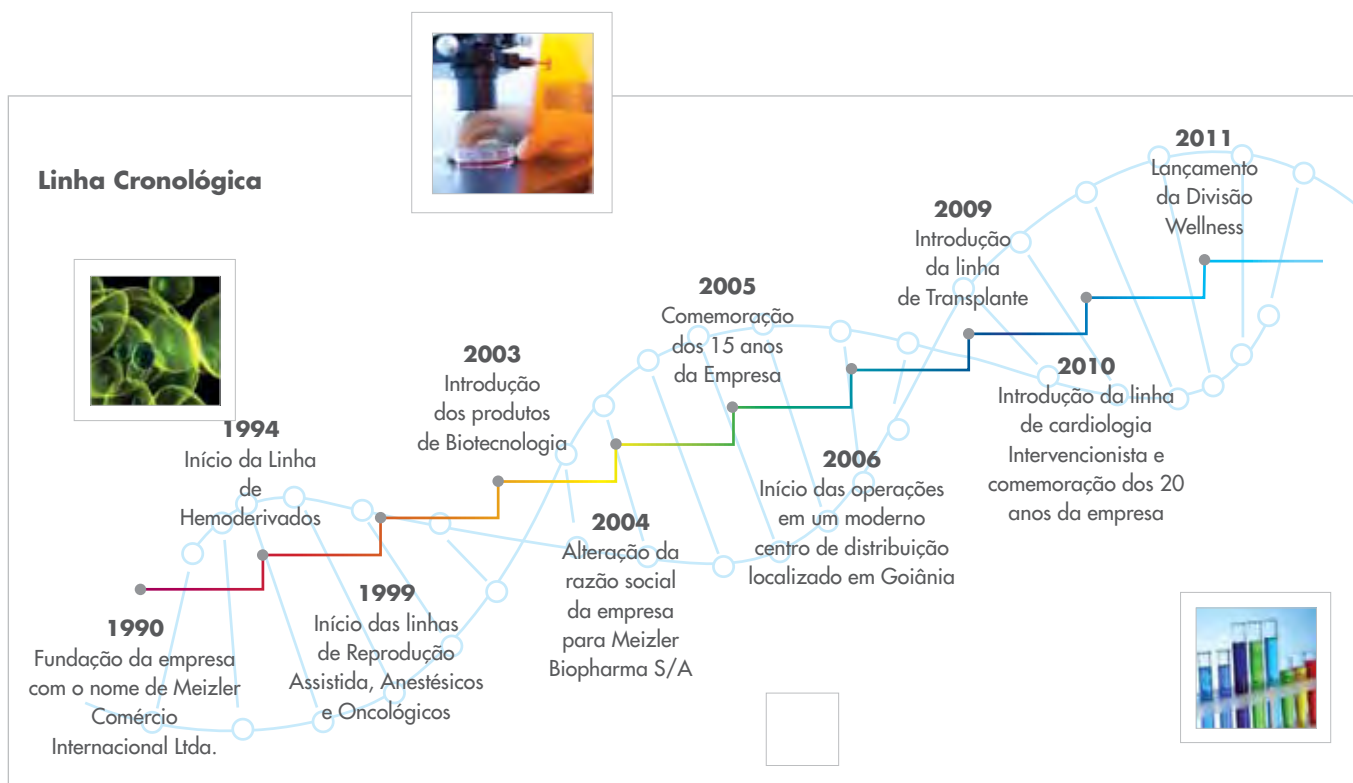 Linha Cronológica
1990
Fundação da empresa
com o nome de Meizler
Comércio
Internacional Ltda.
1994
Início da Linha
de
Hemoderivados
1999
Início das linhas
de Reprodução
Assistida, Anestésicos
e Oncológicos
2003
Introdução
dos produtos
de Biotecnologia
2004
Alteração da
razão social
da empresa
para Meizler
Biopharma S/A
2005
Comemoração
dos 15 anos
da Empresa
2006
Início das operações
em um moderno
centro de distribuição
localizado em Goiânia
2009
Introdução
da linha
de Transplante
2010
Introdução da linha
de cardiologia
Intervencionista e
comemoração dos 20
anos da empresa
2011
Lançamento
da Divisão
Wellness